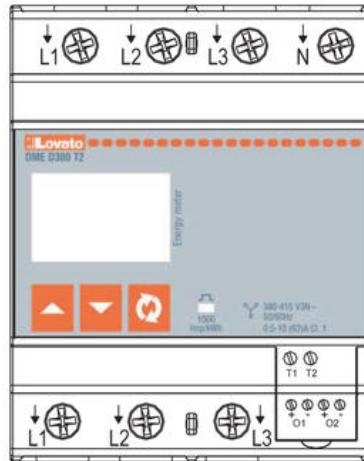 L1 L2 L3 N
Lovato
DME D300 T2
Energy meter
1000
imp/kWh
380-415 V3N~
50/60Hz
0.5-10 (63)A Cl. 1
T1 T2
+ - + -
O1 O2
L1 L2 L3